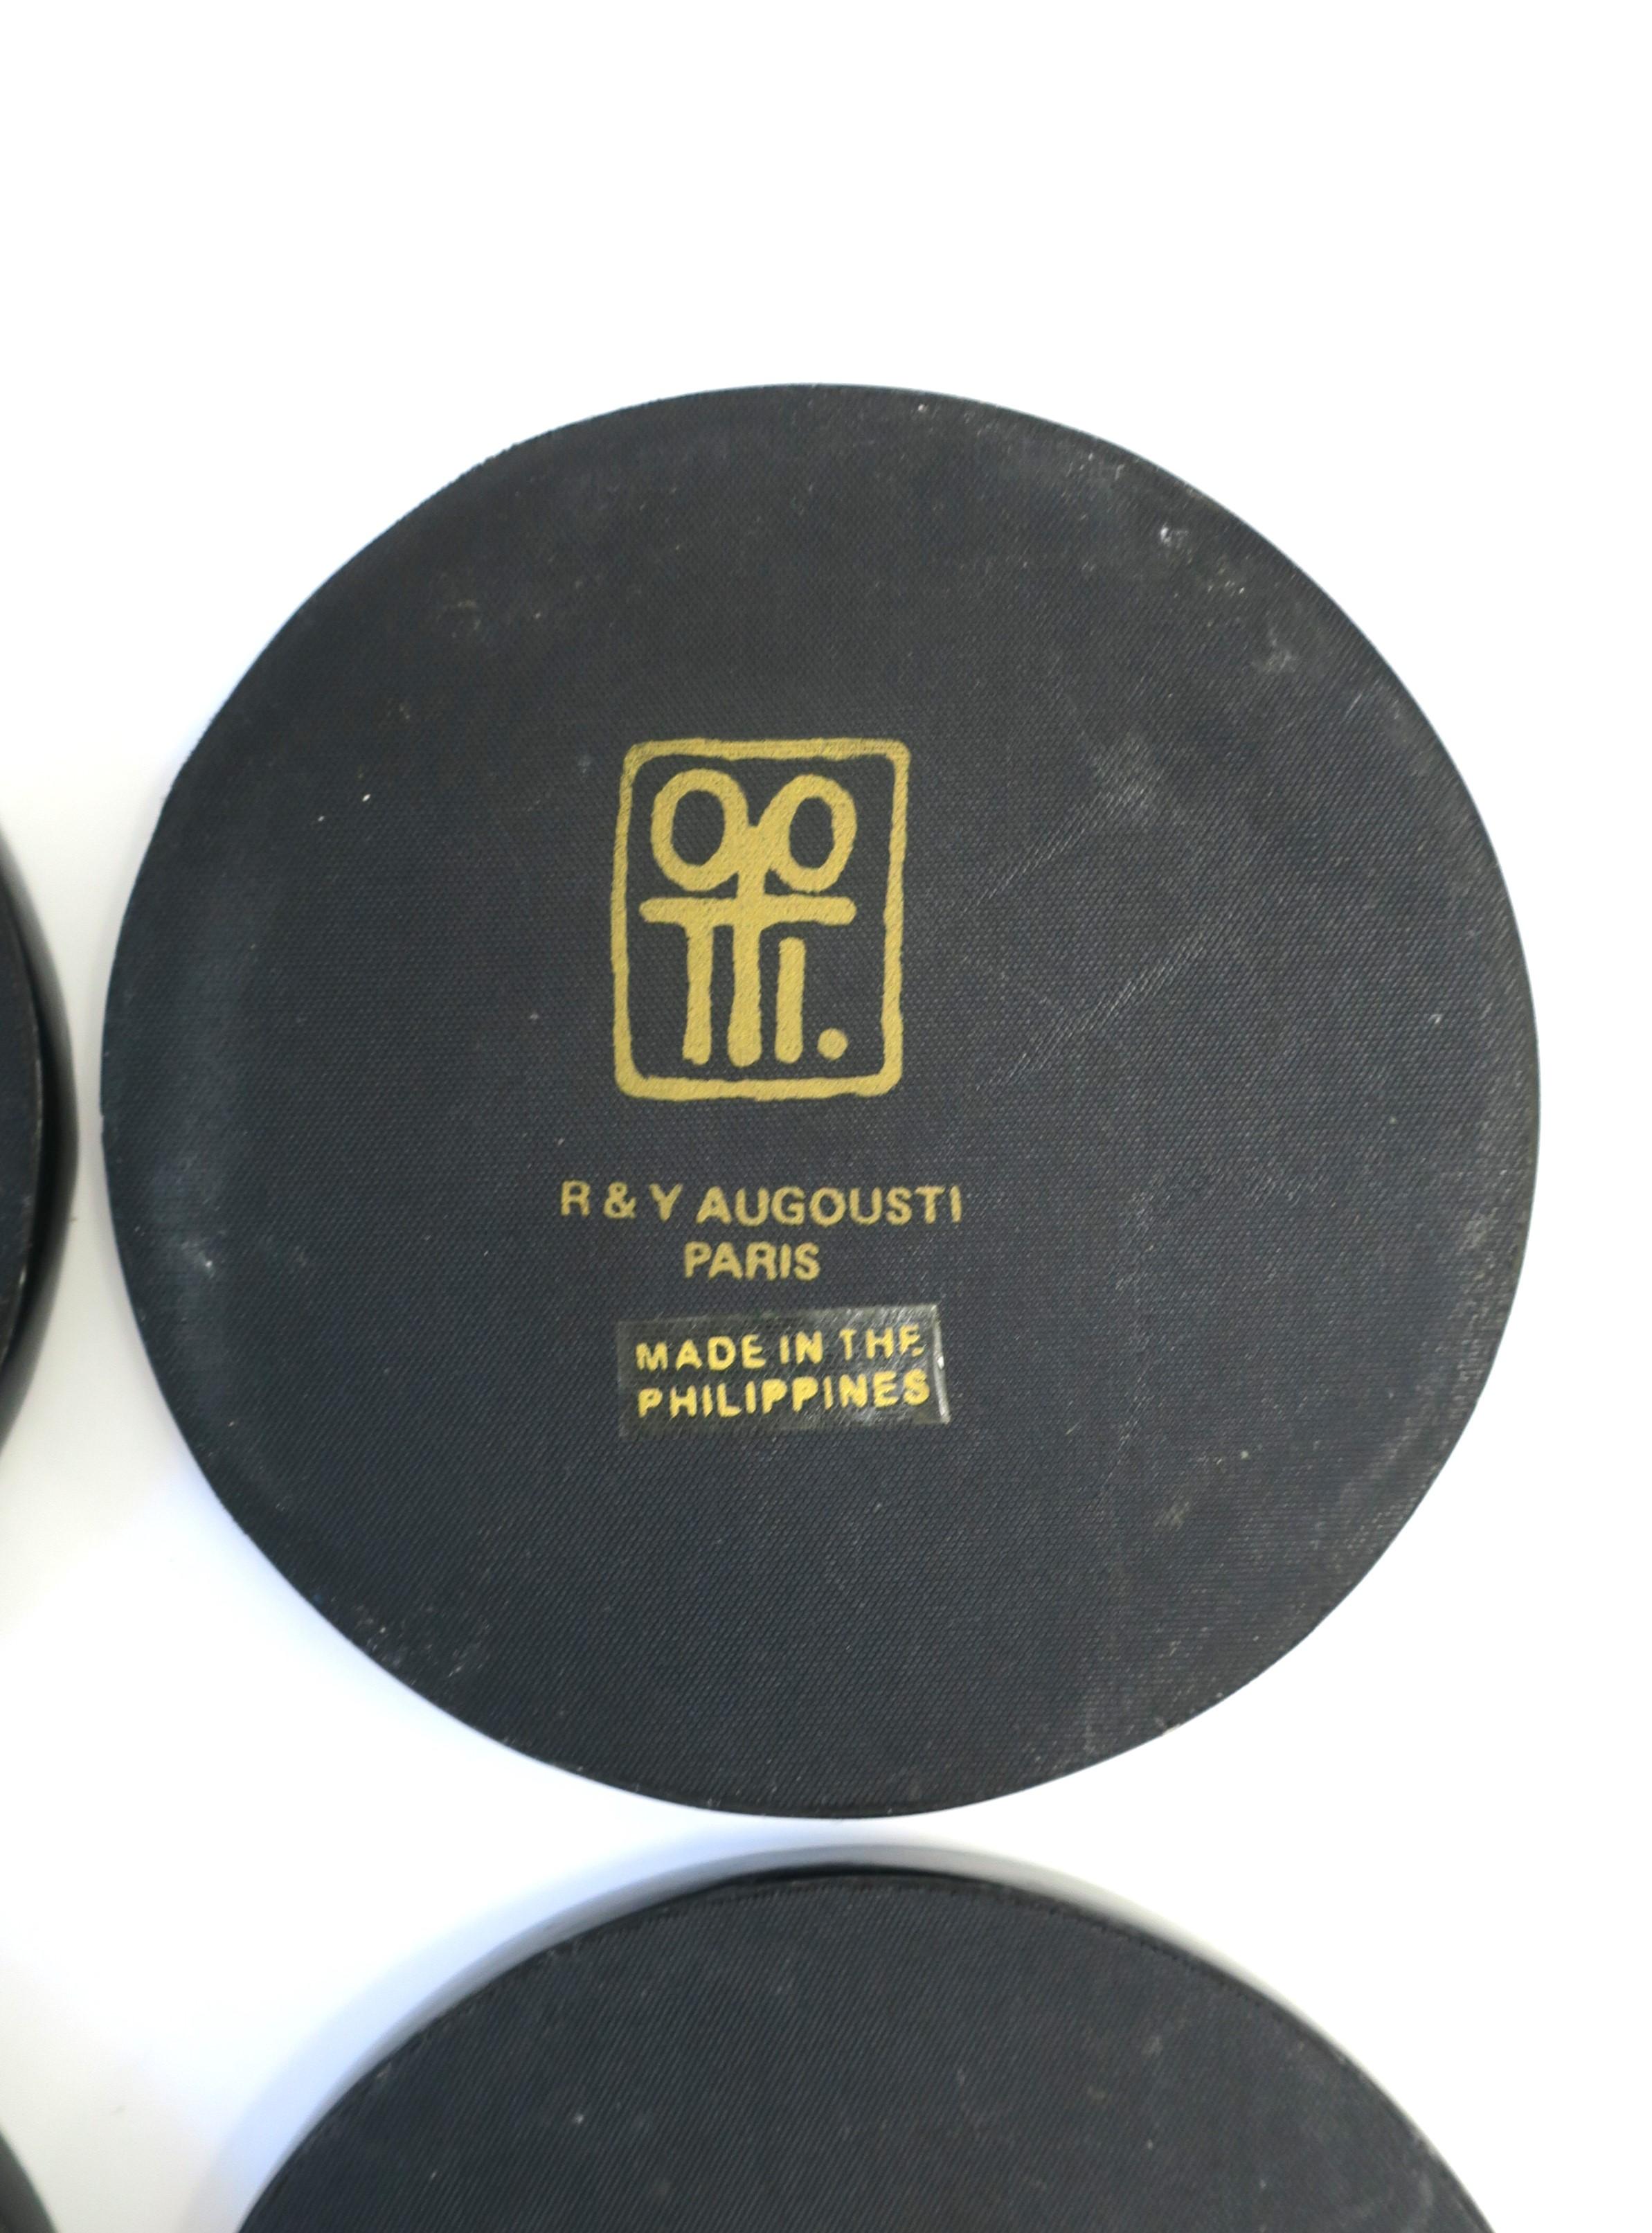 R & Y AUGOUSTI
PARIS
MADE IN THE
PHILIPPINES